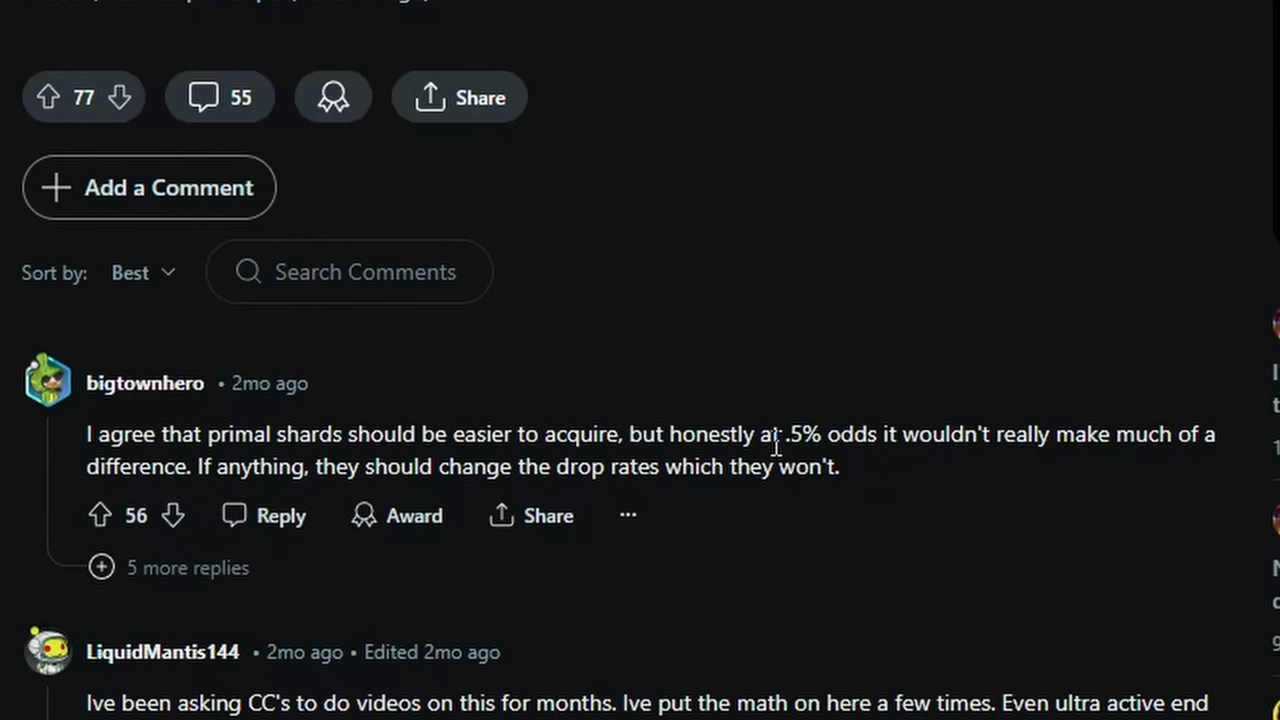 77
55
Share
Add a Comment
Sort by: Best
Search Comments
bigtownhero • 2mo ago
I agree that primal shards should be easier to acquire, but honestly at .5% odds it wouldn't really make much of a
difference. If anything, they should change the drop rates which they won't.
56
Reply
Award
Share
5 more replies
LiquidMantis144 • 2mo ago • Edited 2mo ago
Ive been asking CC's to do videos on this for months. Ive put the math on here a few times. Even ultra active end